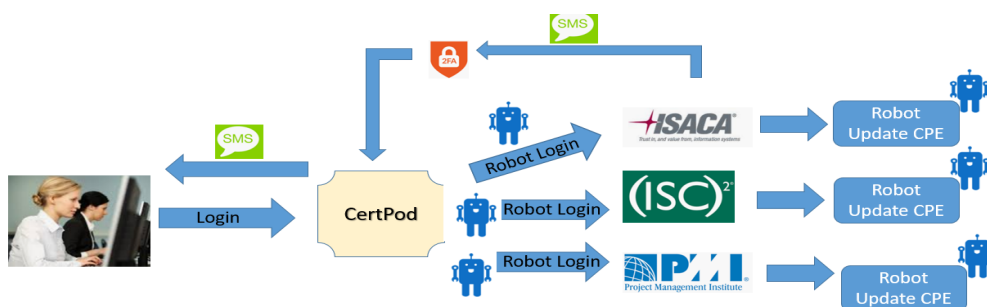 SMS
2FA
SMS
Login
CertPod
Robot Login
ISACA®
Trust in, and value from, information systems
Robot
Update CPE
Robot Login
(ISC)2®
Robot
Update CPE
Robot Login
PMI®
Project Management Institute
Robot
Update CPE